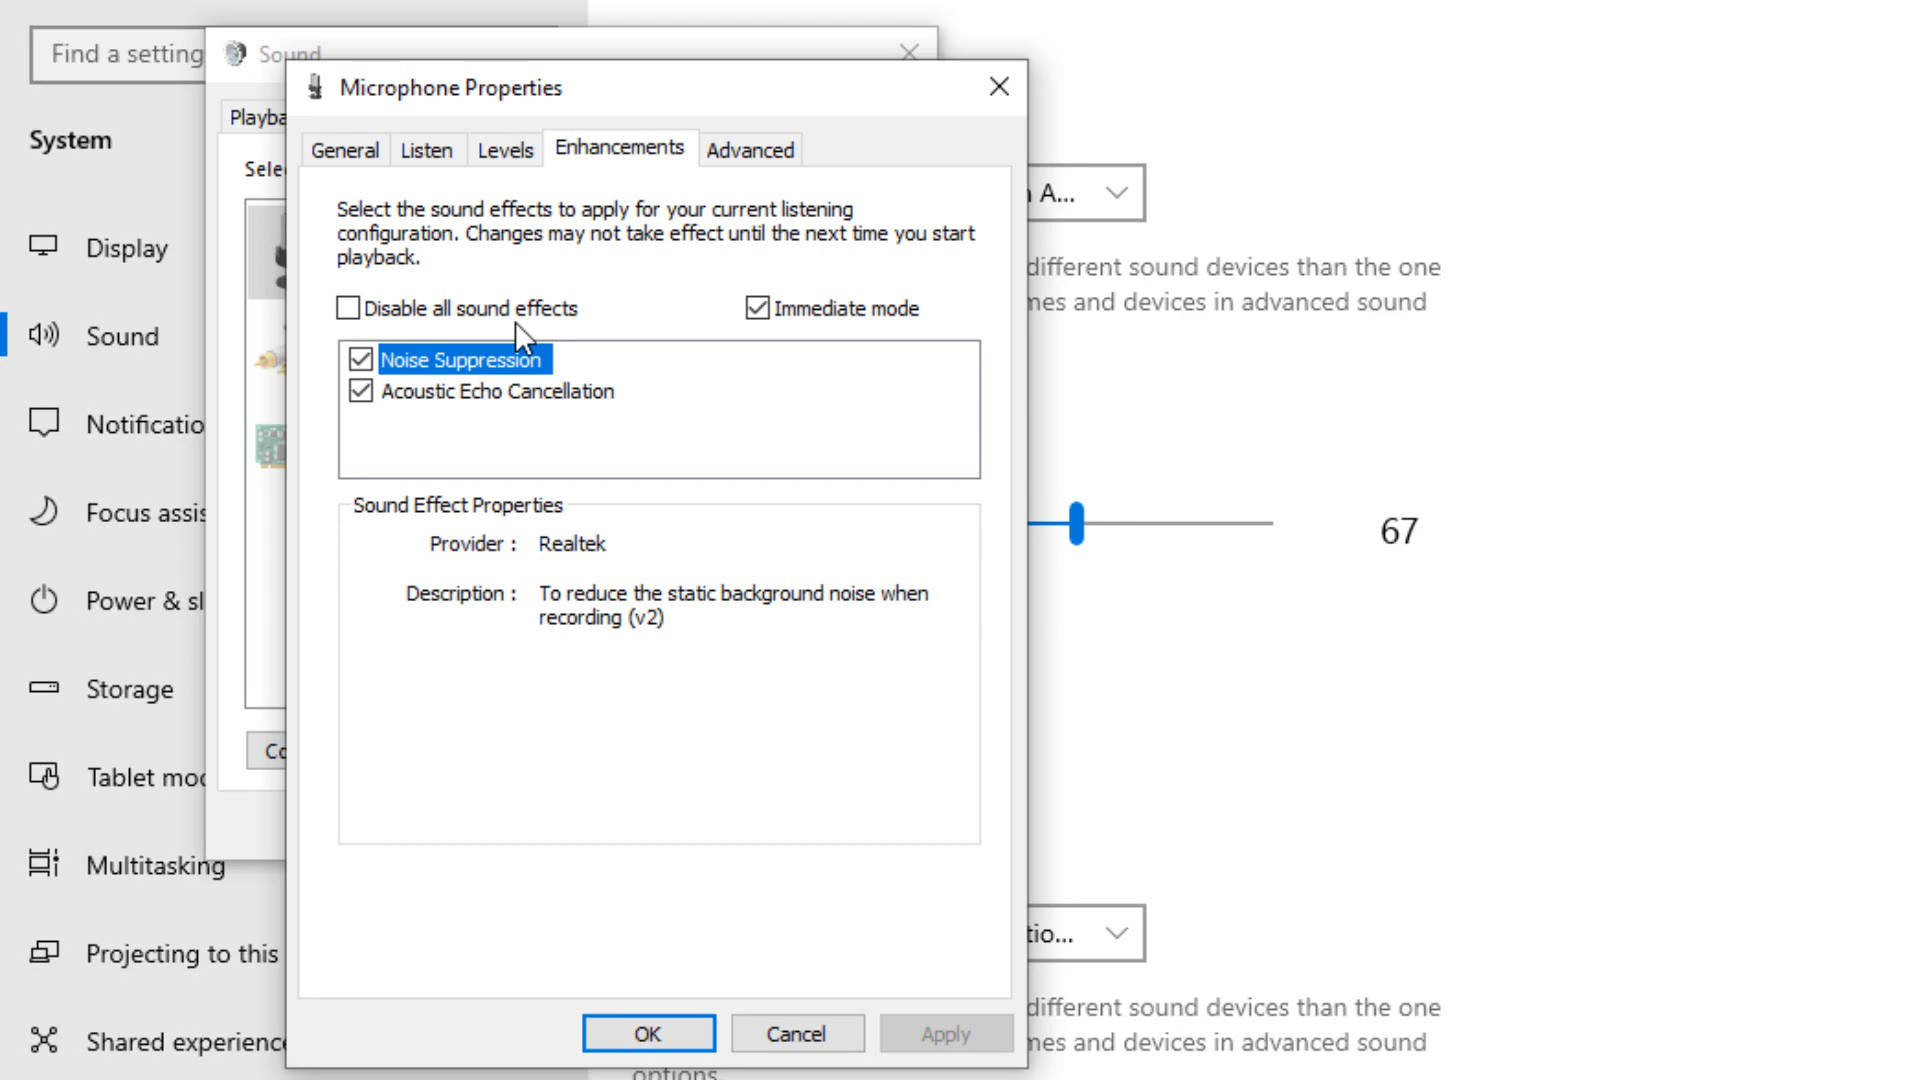 Find a setting
System
Display
Sound
Notificatio
Focus assis
Power & sl
Storage
Tablet mod
Multitasking
Projecting to this
Shared experience
Sound
Playba
Sele
Co
Microphone Properties
General
Listen
Levels
Enhancements
Advanced
Select the sound effects to apply for your current listening
configuration. Changes may not take effect until the next time you start
playback.
Disable all sound effects
Immediate mode
Noise Suppression
Acoustic Echo Cancellation
Sound Effect Properties
Provider :
Realtek
Description :
To reduce the static background noise when
recording (v2)
OK
Cancel
Apply
A...
different sound devices than the one
mes and devices in advanced sound
67
tio...
different sound devices than the one
mes and devices in advanced sound
options